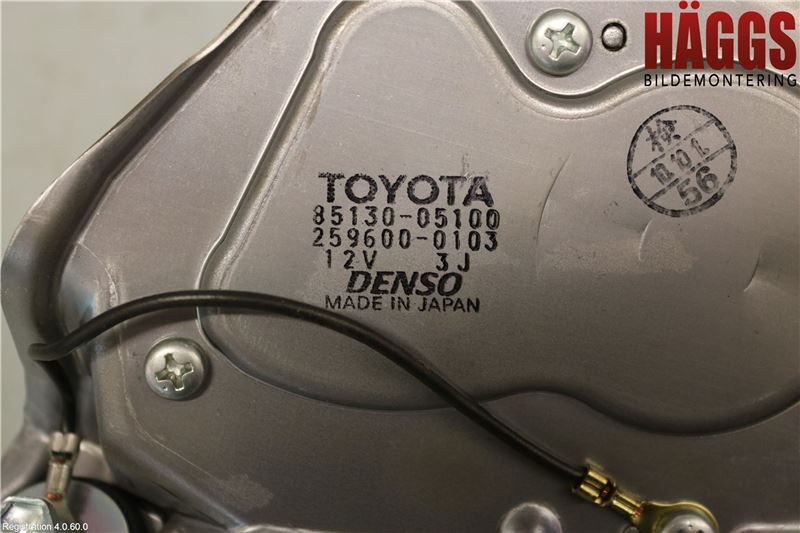 HÄGGS
BILDEMONTERING
TOYOTA
85130-05100
259600-0103
12V 3J
DENSO
MADE IN JAPAN
56
Registration 4.0.60.0